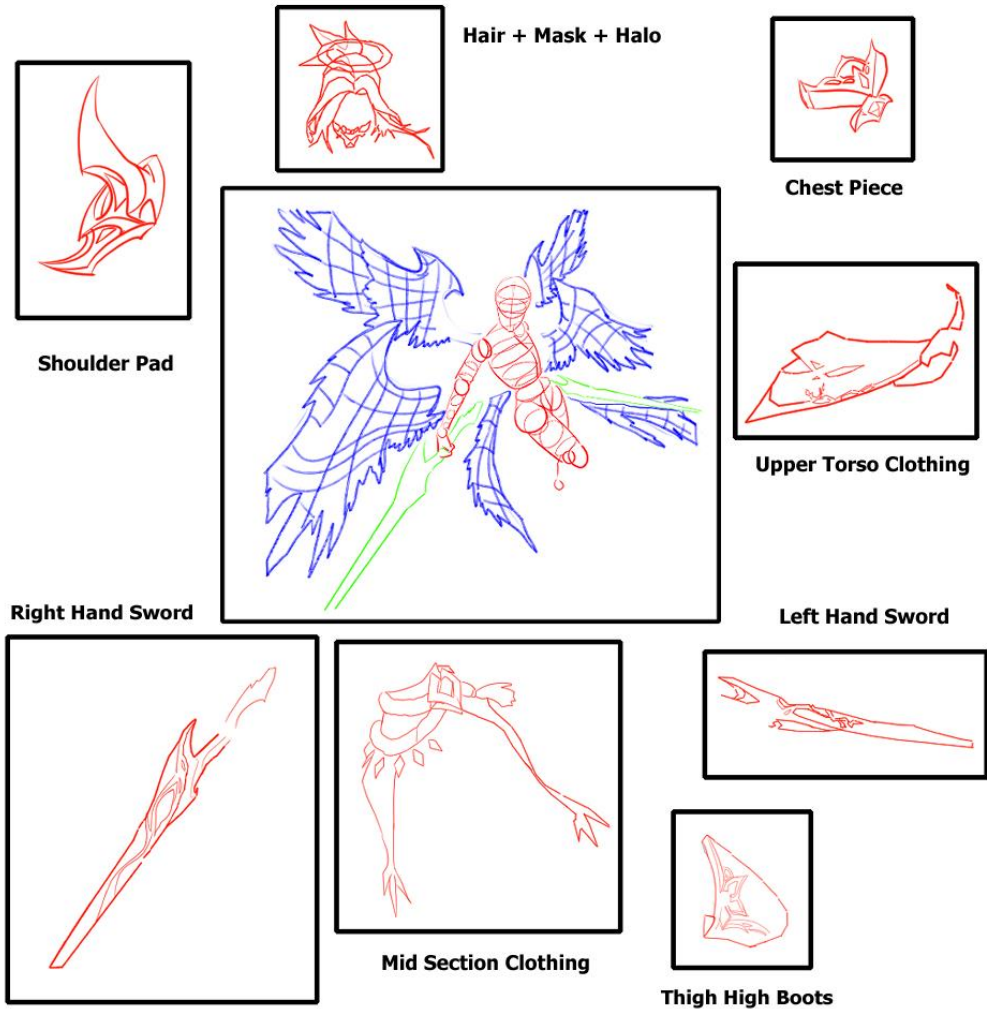 Hair + Mask + Halo
Chest Piece
Shoulder Pad
Upper Torso Clothing
Right Hand Sword
Left Hand Sword
Mid Section Clothing
Thigh High Boots